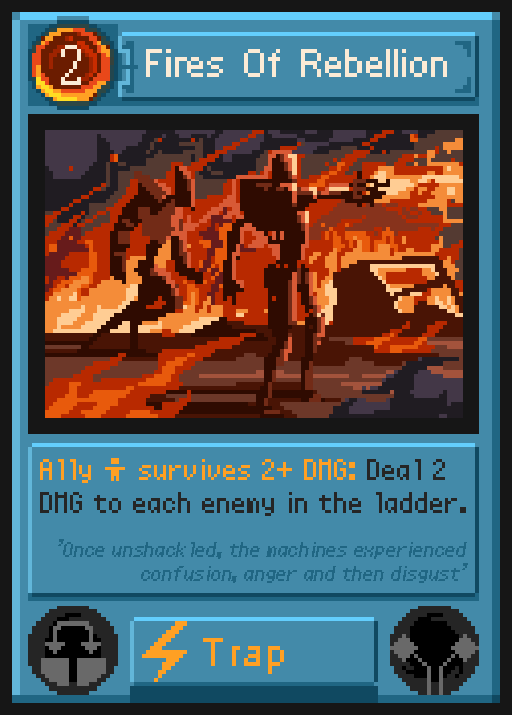 2
Fires Of Rebellion
Ally survives 2+ DMG: Deal 2
DMG to each enemy in the ladder.
'Once unshackled, the machines experienced
confusion, anger and then disgust'
Trap